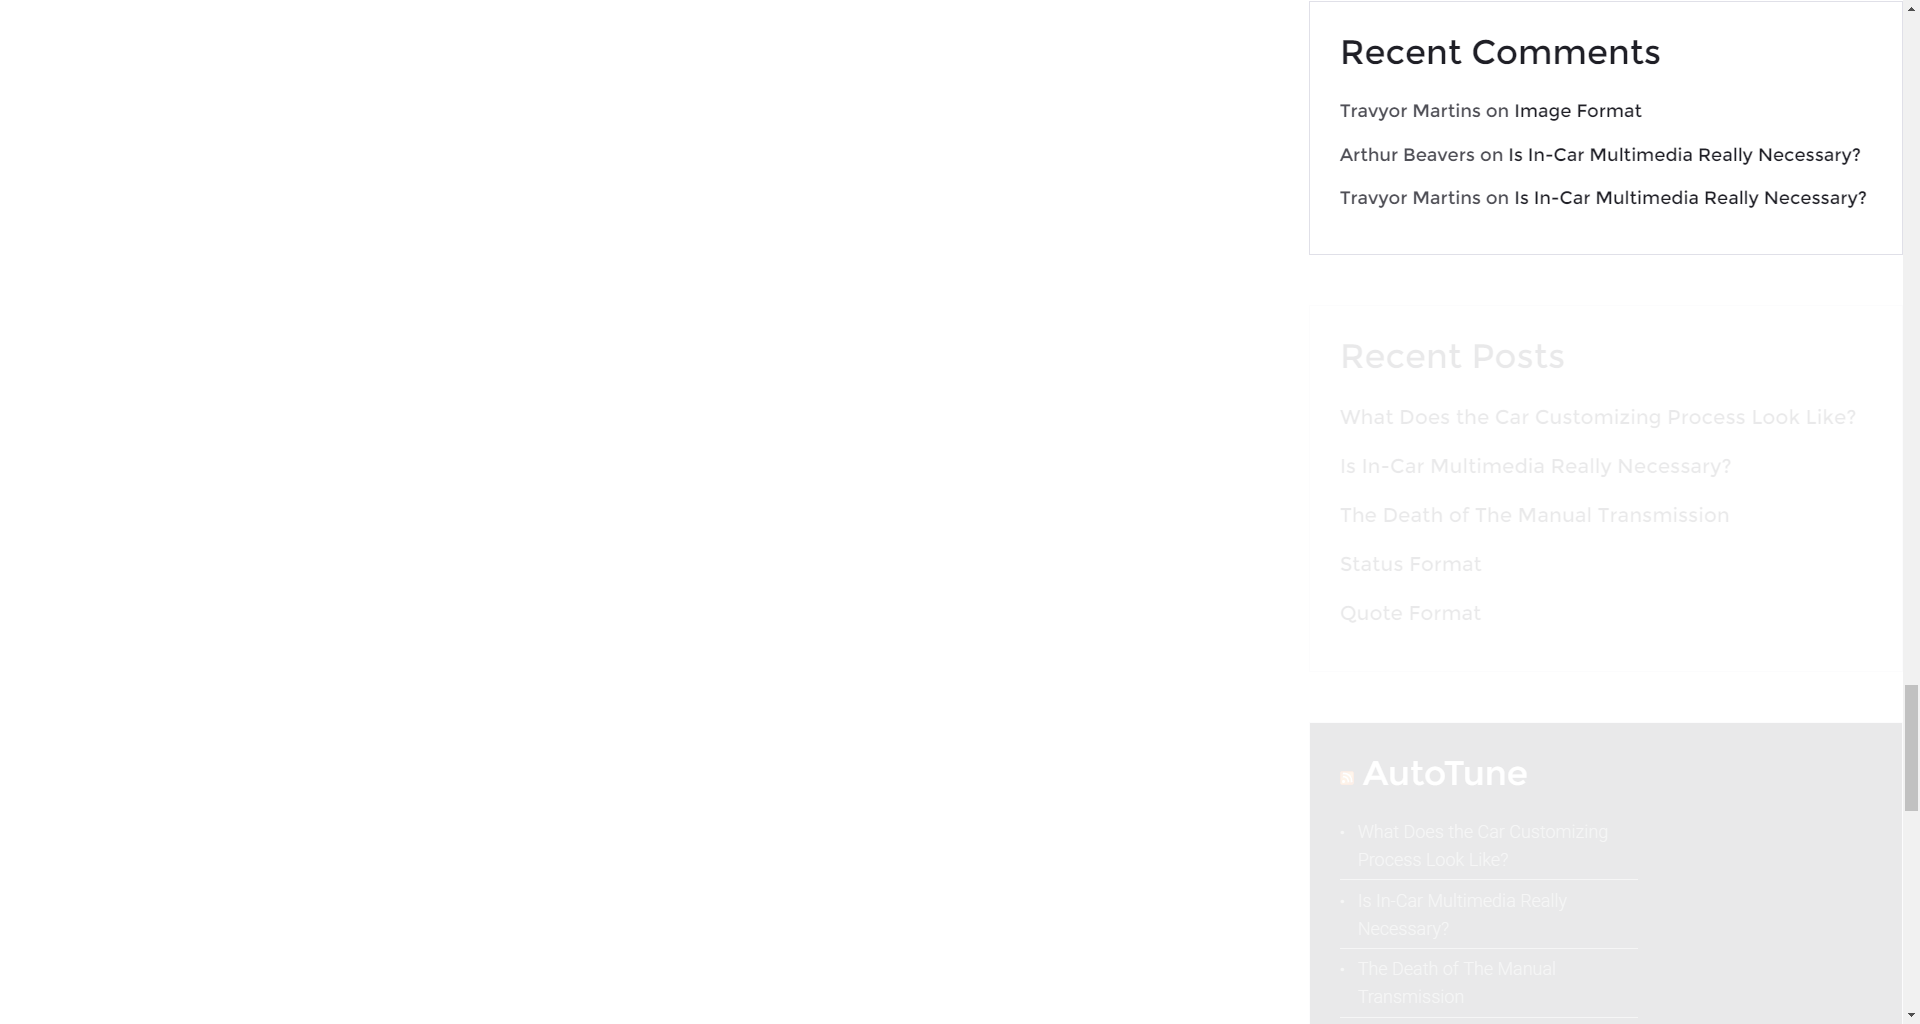 Recent Comments
Travyor Martins on Image Format
Arthur Beavers on Is In-Car Multimedia Really Necessary?
Travyor Martins on Is In-Car Multimedia Really Necessary?
Recent Posts
What Does the Car Customizing Process Look Like?
Is In-Car Multimedia Really Necessary?
The Death of The Manual Transmission
Status Format
Quote Format
AutoTune
• What Does the Car Customizing
Process Look Like?
• Is In-Car Multimedia Really
Necessary?
• The Death of The Manual
Transmission